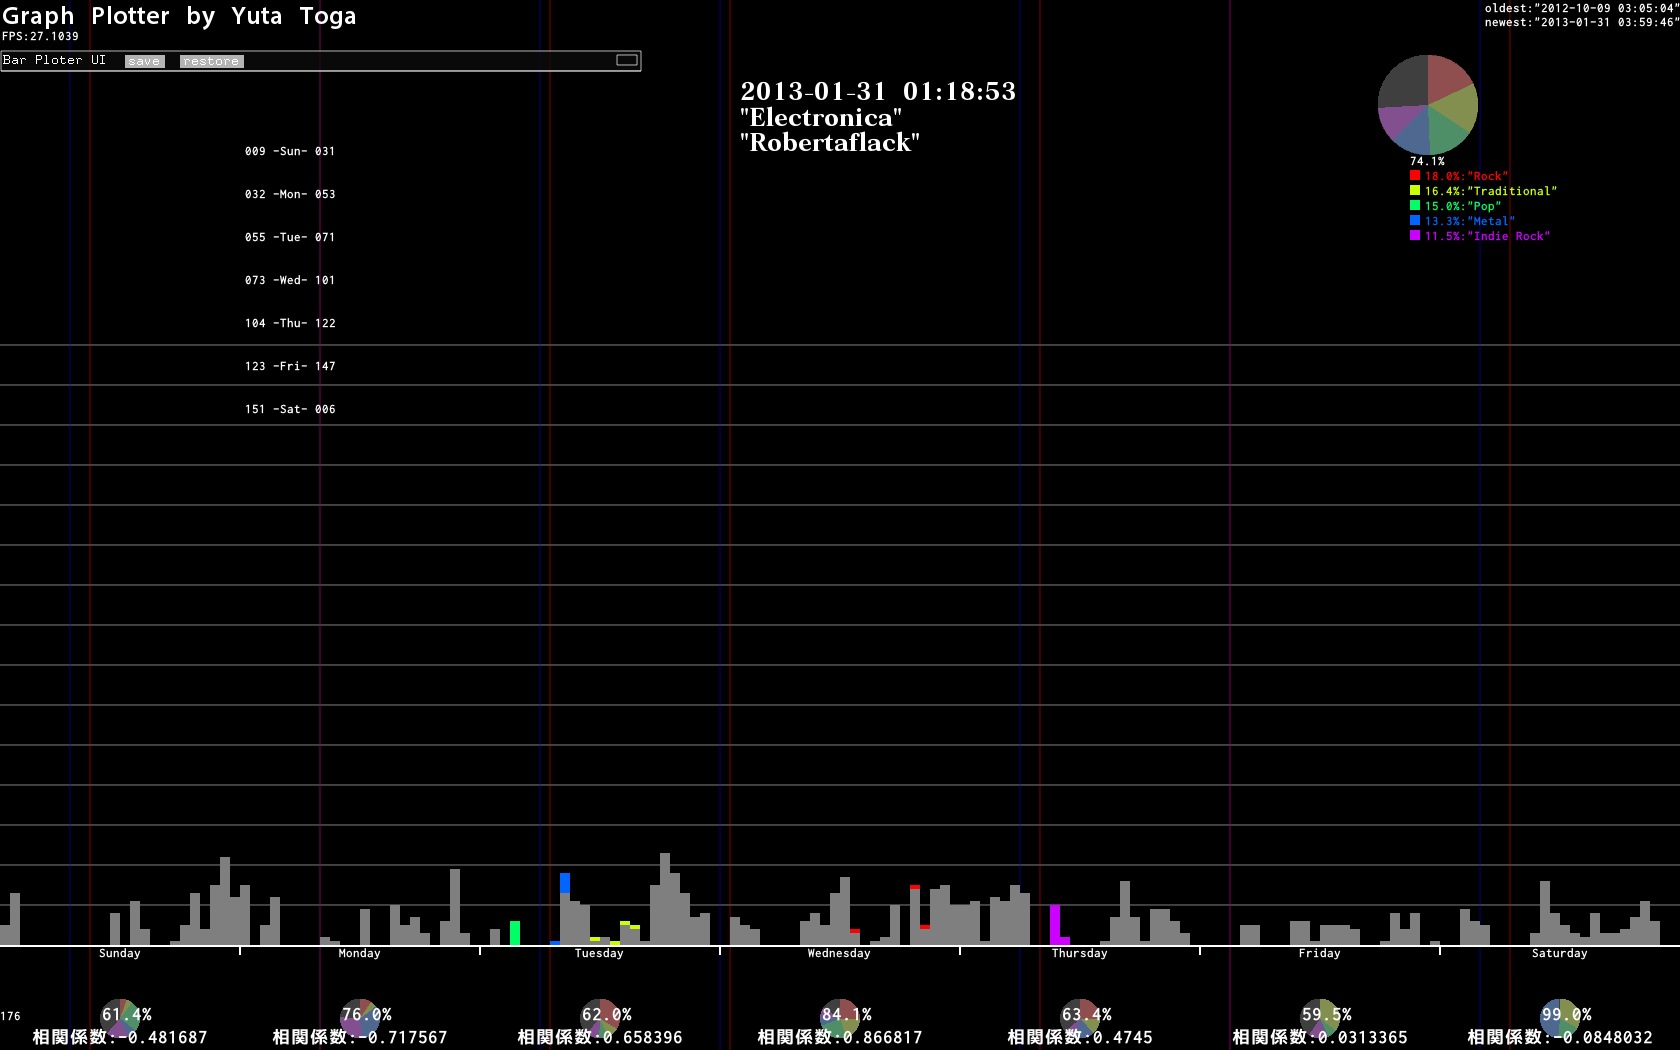 Graph Plotter by Yuta Toga
FPS:27.1039
oldest:"2012-10-09 03:05:04"
newest:"2013-01-31 03:59:46"
Bar Ploter UI save restore
2013-01-31 01:18:53
"Electronica"
"Robertaflack"
74.1%
18.0%:"Rock"
16.4%:"Traditional"
15.0%:"Pop"
13.3%:"Metal"
11.5%:"Indie Rock"
009 -Sun- 031
032 -Mon- 053
055 -Tue- 071
073 -Wed- 101
104 -Thu- 122
123 -Fri- 147
151 -Sat- 006
Sunday Monday Tuesday Wednesday Thursday Friday Saturday
176 61.4% 76.0% 62.0% 84.1% 63.4% 59.5% 99.0%
相関係数:-0.481687 相関係数:-0.717567 相関係数:0.658396 相関係数:0.866817 相関係数:0.4745 相関係数:0.0313365 相関係数:-0.0848032